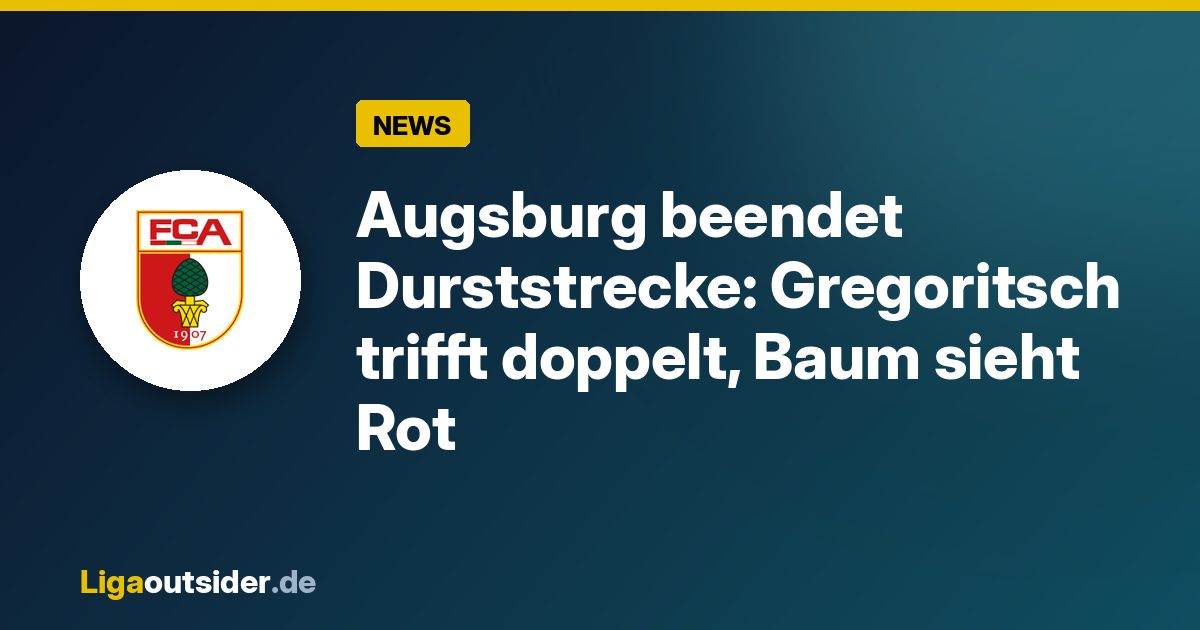 NEWS
FCA
1907
Augsburg beendet
Durststrecke: Gregoritsch
trifft doppelt, Baum sieht
Rot
Ligaoutsider.de